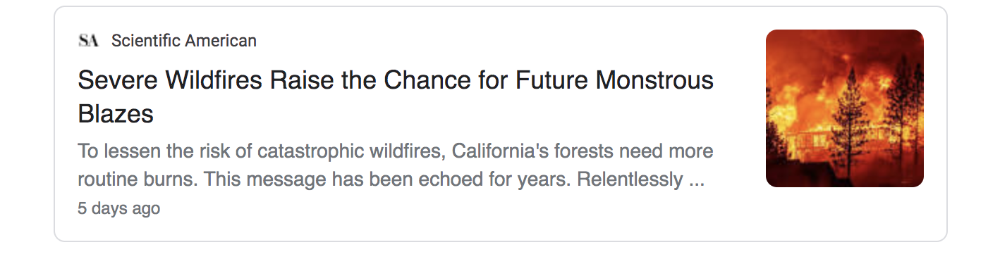 SA Scientific American
Severe Wildfires Raise the Chance for Future Monstrous
Blazes
To lessen the risk of catastrophic wildfires, California's forests need more
routine burns. This message has been echoed for years. Relentlessly ...
5 days ago